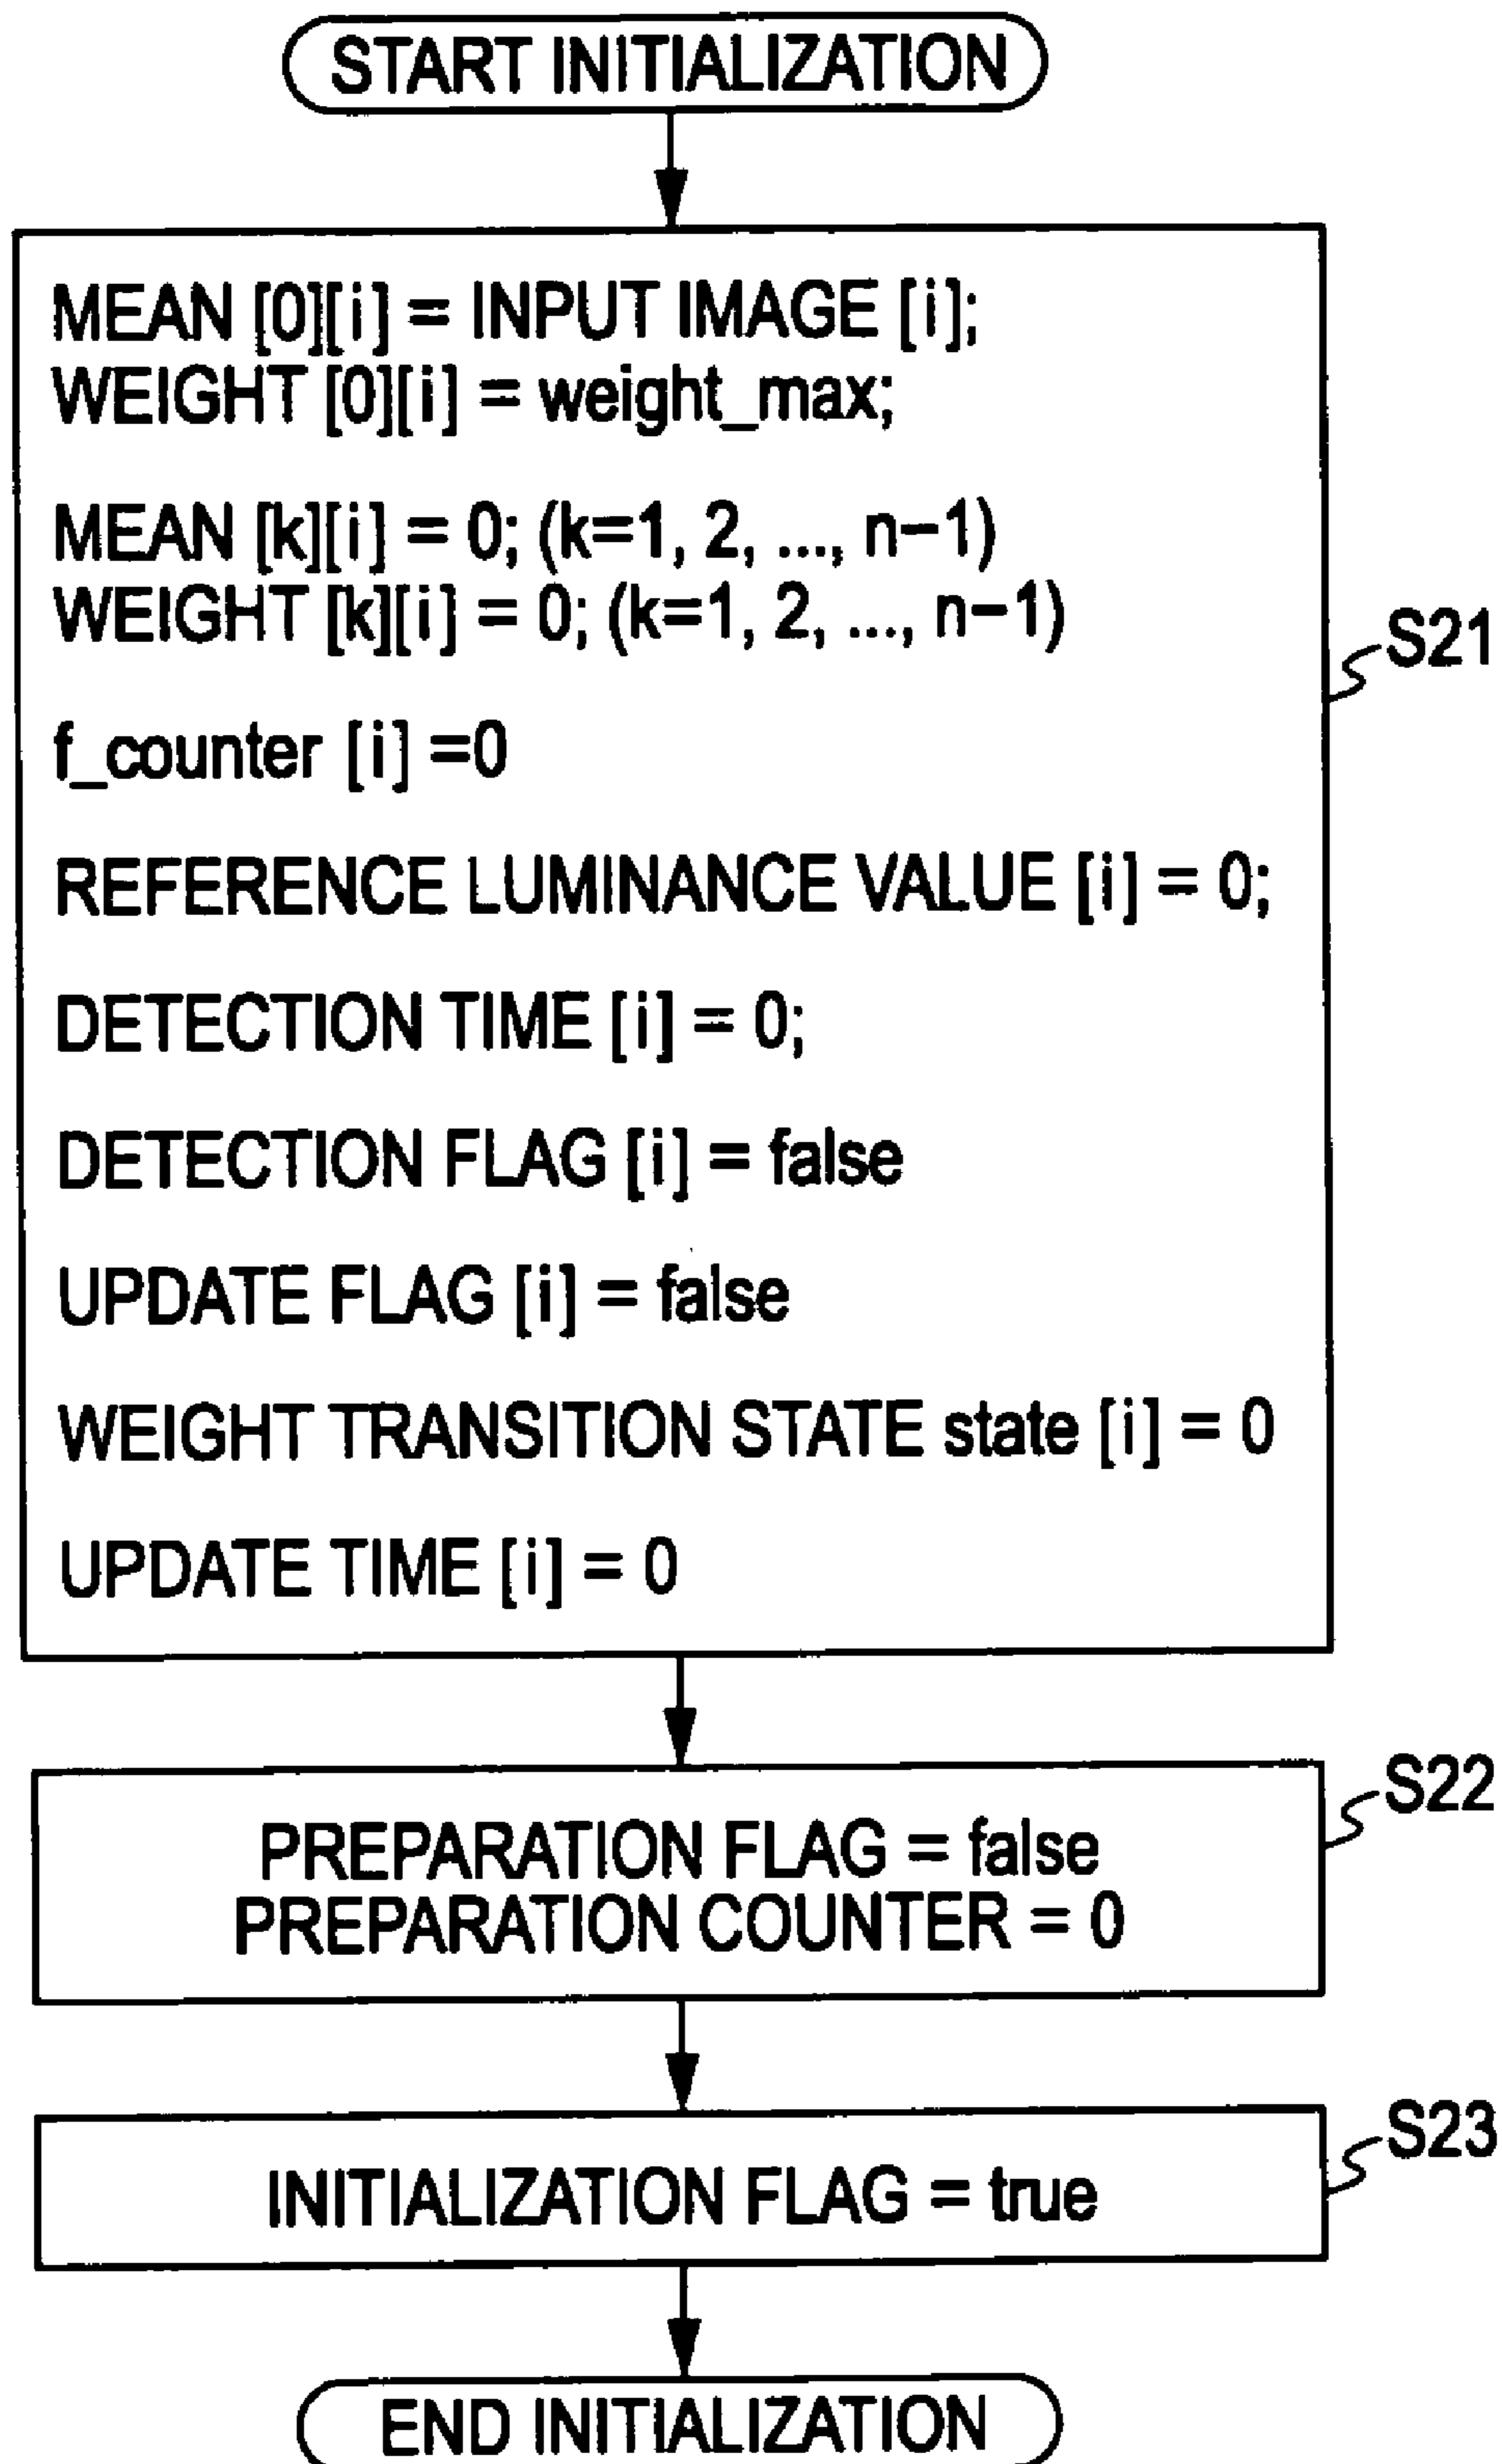 START INITIALIZATION
MEAN [0][i] = INPUT IMAGE [i];
WEIGHT [0][i] = weight_max;
MEAN [k][i] = 0; (k=1, 2, ..., n−1)
WEIGHT [k][i] = 0; (k=1, 2, ..., n−1)
S21
f_counter [i] =0
REFERENCE LUMINANCE VALUE [i] = 0;
DETECTION TIME [i] = 0;
DETECTION FLAG [i] = false
UPDATE FLAG [i] = false
WEIGHT TRANSITION STATE state [i] = 0
UPDATE TIME [i] = 0
S22
PREPARATION FLAG = false
PREPARATION COUNTER = 0
S23
INITIALIZATION FLAG = true
END INITIALIZATION